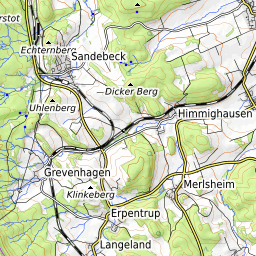 Echternberg
Sandebeck
Dicker Berg
Uhlenberg
Himmighausen
Grevenhagen
Merlsheim
Klinkeberg
Erpentrup
Langeland